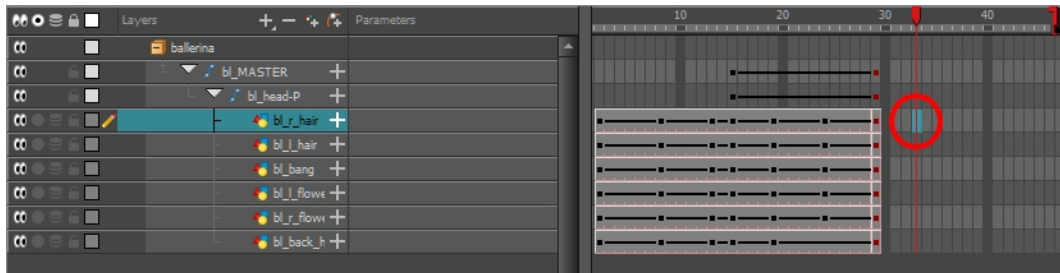 Layers Parameters 10 20 30 40
ballerina
bl_MASTER
bl_head-P
bl_r_hair
bl_l_hair
bl_bang
bl_l_flowe
bl_r_flowe
bl_back_h